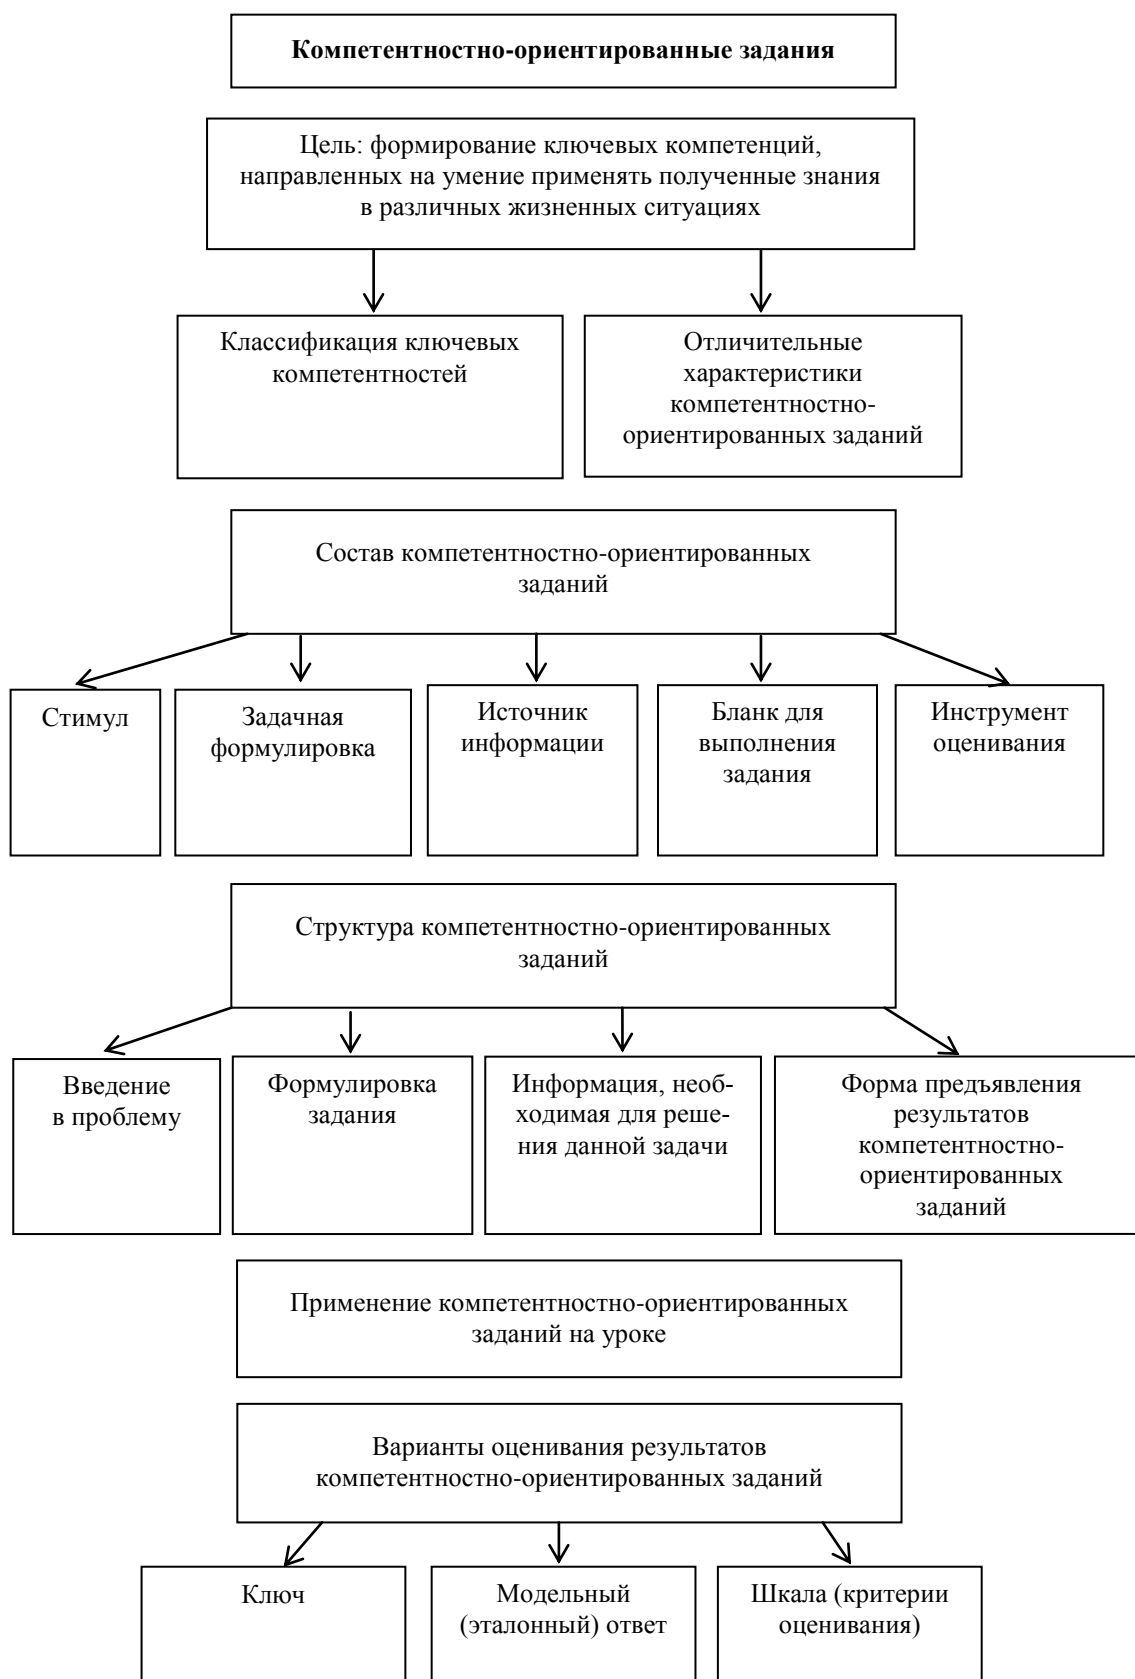 Компетентностно-ориентированные задания
Цель: формирование ключевых компетенций,
направленных на умение применять полученные знания
в различных жизненных ситуациях
Классификация ключевых
компетентностей
Отличительные
характеристики
компетентностно-
ориентированных заданий
Состав компетентностно-ориентированных
заданий
Стимул
Задачная
формулировка
Источник
информации
Бланк для
выполнения
задания
Инструмент
оценивания
Структура компетентностно-ориентированных
заданий
Введение
в проблему
Формулировка
задания
Информация, необ-
ходимая для реше-
ния данной задачи
Форма предъявления
результатов
компетентностно-
ориентированных
заданий
Применение компетентностно-ориентированных
заданий на уроке
Варианты оценивания результатов
компетентностно-ориентированных заданий
Ключ
Модельный
(эталонный) ответ
Шкала (критерии
оценивания)